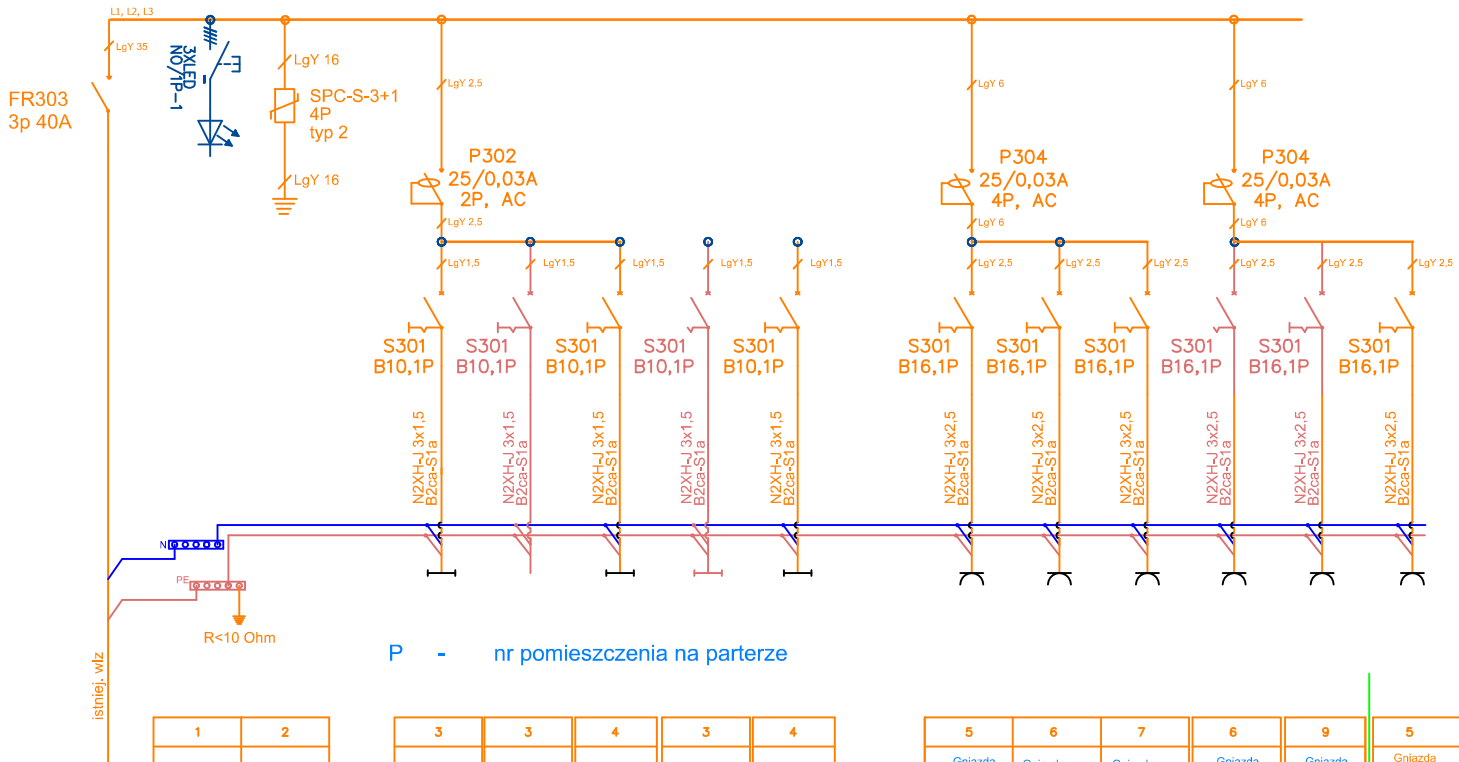 L1, L2, L3
LgY 35
FR303
3p 40A
3XLED
NO/1P-1
LgY 16
SPC-S-3+1
4P
typ 2
LgY 16
LgY 2,5
P302
25/0,03A
2P, AC
LgY 2,5
LgY 6
P304
25/0,03A
4P, AC
LgY 6
LgY 6
P304
25/0,03A
4P, AC
LgY1,5
LgY1,5
LgY1,5
LgY1,5
LgY1,5
LgY 2,5
LgY 2,5
LgY 2,5
LgY 2,5
LgY 2,5
LgY 2,5
S301
B10,1P
S301
B10,1P
S301
B10,1P
S301
B10,1P
S301
B10,1P
S301
B16,1P
S301
B16,1P
S301
B16,1P
S301
B16,1P
S301
B16,1P
S301
B16,1P
N2XH-J 3x1,5
B2ca-S1a
N2XH-J 3x1,5
B2ca-S1a
N2XH-J 3x1,5
B2ca-S1a
N2XH-J 3x1,5
B2ca-S1a
N2XH-J 3x1,5
B2ca-S1a
N2XH-J 3x2,5
B2ca-S1a
N2XH-J 3x2,5
B2ca-S1a
N2XH-J 3x2,5
B2ca-S1a
N2XH-J 3x2,5
B2ca-S1a
N2XH-J 3x2,5
B2ca-S1a
N2XH-J 3x2,5
B2ca-S1a
N
PE
R<10 Ohm
istniej. wlz
P - nr pomieszczenia na parterze
1 2
3 3 4 3 4
5 6 7 6 9 5
Gniazda Gniazda Gniazda Gniazda Gniazda Gniazda